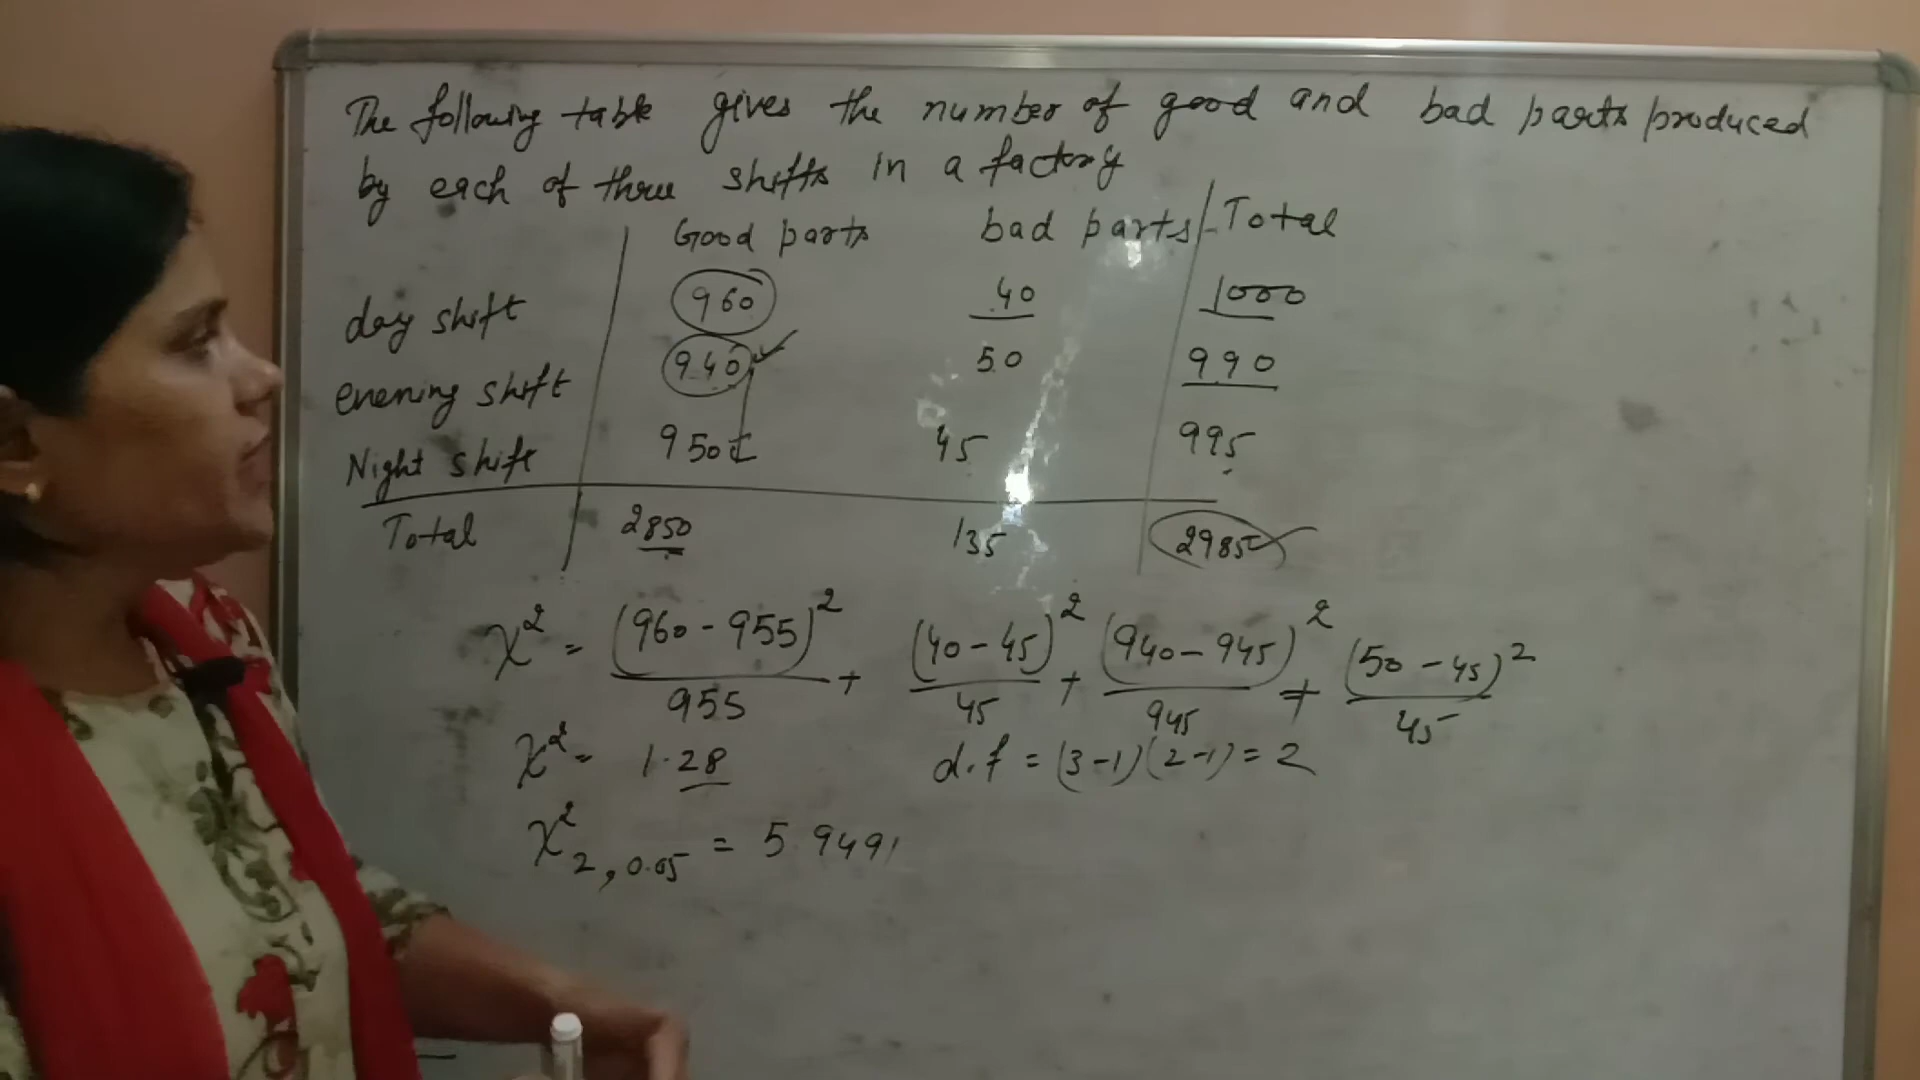 The following table gives the number of good and bad parts produced
by each of three shifts in a factory
Good parts bad parts Total
day shift 960 40 1000
evening shift 940 50 990
Night shift 950 45 995
Total 2850 135 2985
χ² = (960-955)²/955 + (40-45)²/45 + (940-945)²/945 + (50-45)²/45
χ² = 1.28 d.f = (3-1)(2-1) = 2
χ²2, 0.05 = 5.949